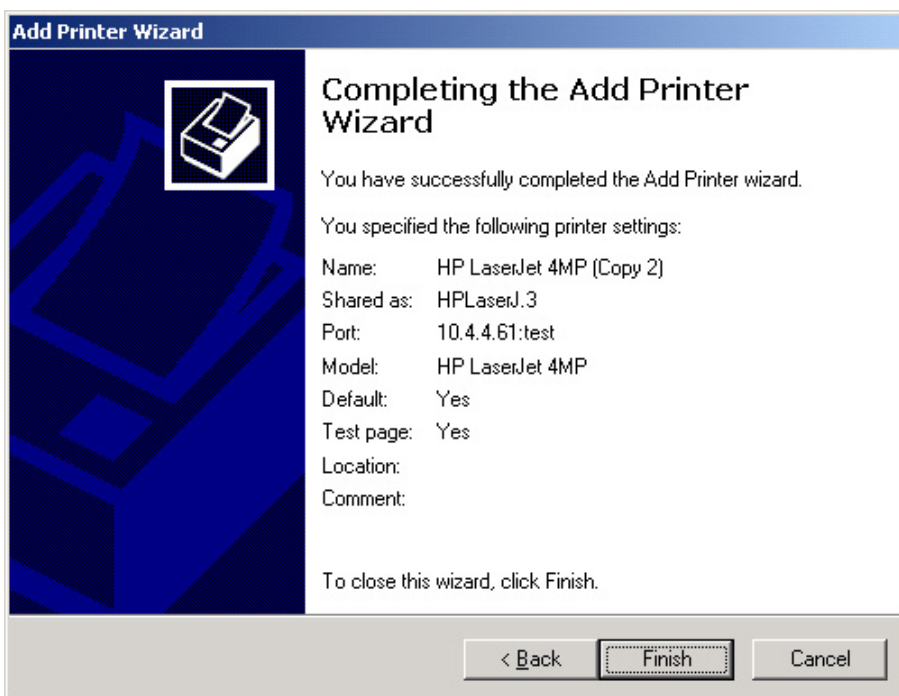 Add Printer Wizard
Completing the Add Printer
Wizard
You have successfully completed the Add Printer wizard.
You specified the following printer settings:
Name: HP LaserJet 4MP (Copy 2)
Shared as: HPLaserJ.3
Port: 10.4.4.61:test
Model: HP LaserJet 4MP
Default: Yes
Test page: Yes
Location:
Comment:
To close this wizard, click Finish.
< Back Finish Cancel